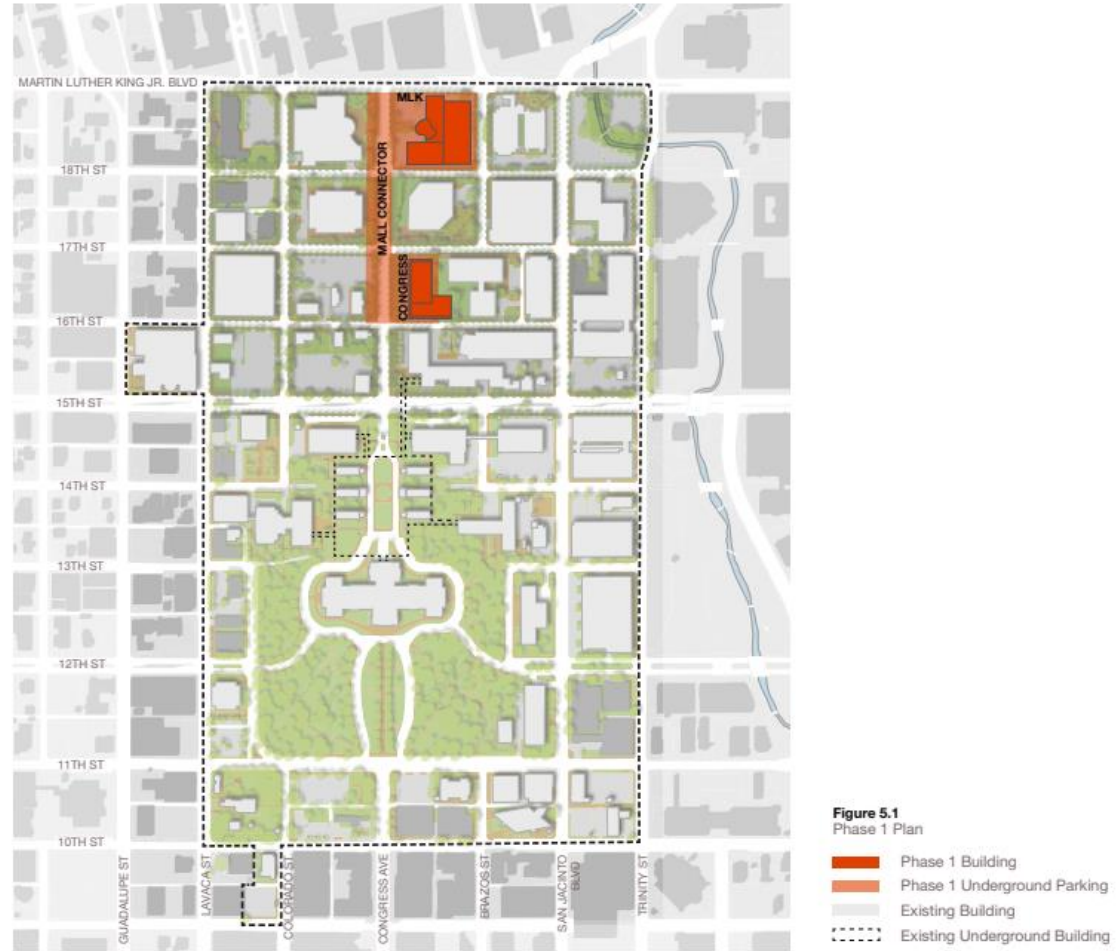 MARTIN LUTHER KING JR. BLVD
MLK
18TH ST
MALL CONNECTOR
17TH ST
CONGRESS
16TH ST
15TH ST
14TH ST
13TH ST
12TH ST
11TH ST
10TH ST
GUADALUPE ST
LAVACA ST
COLORADO ST
CONGRESS AVE
BRAZOS ST
SAN JACINTO
BLVD
TRINITY ST
Figure 5.1
Phase 1 Plan
Phase 1 Building
Phase 1 Underground Parking
Existing Building
Existing Underground Building